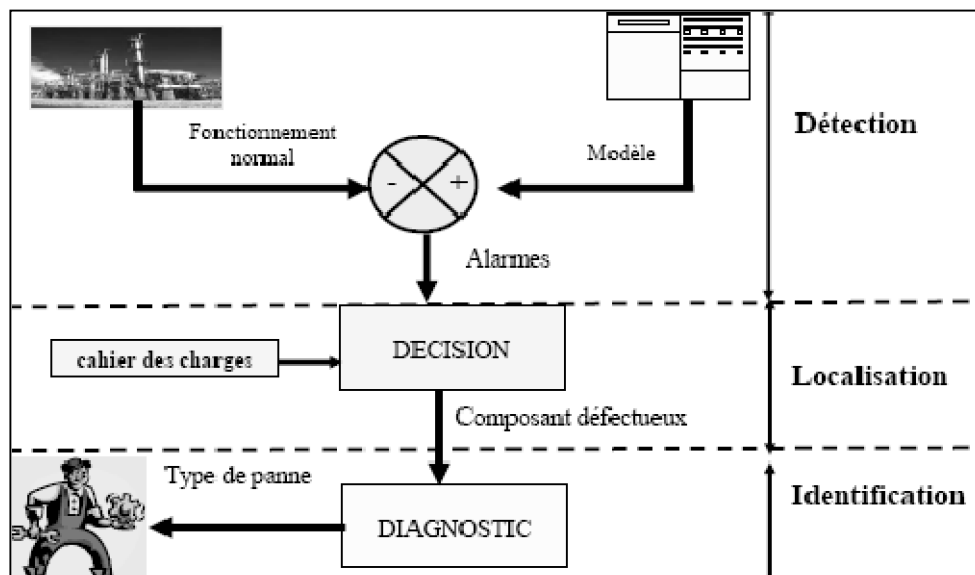 Détection
Fonctionnement
normal
Modèle
- +
Alarmes
DECISION
cahier des charges
Localisation
Composant défectueux
Type de panne
Identification
DIAGNOSTIC